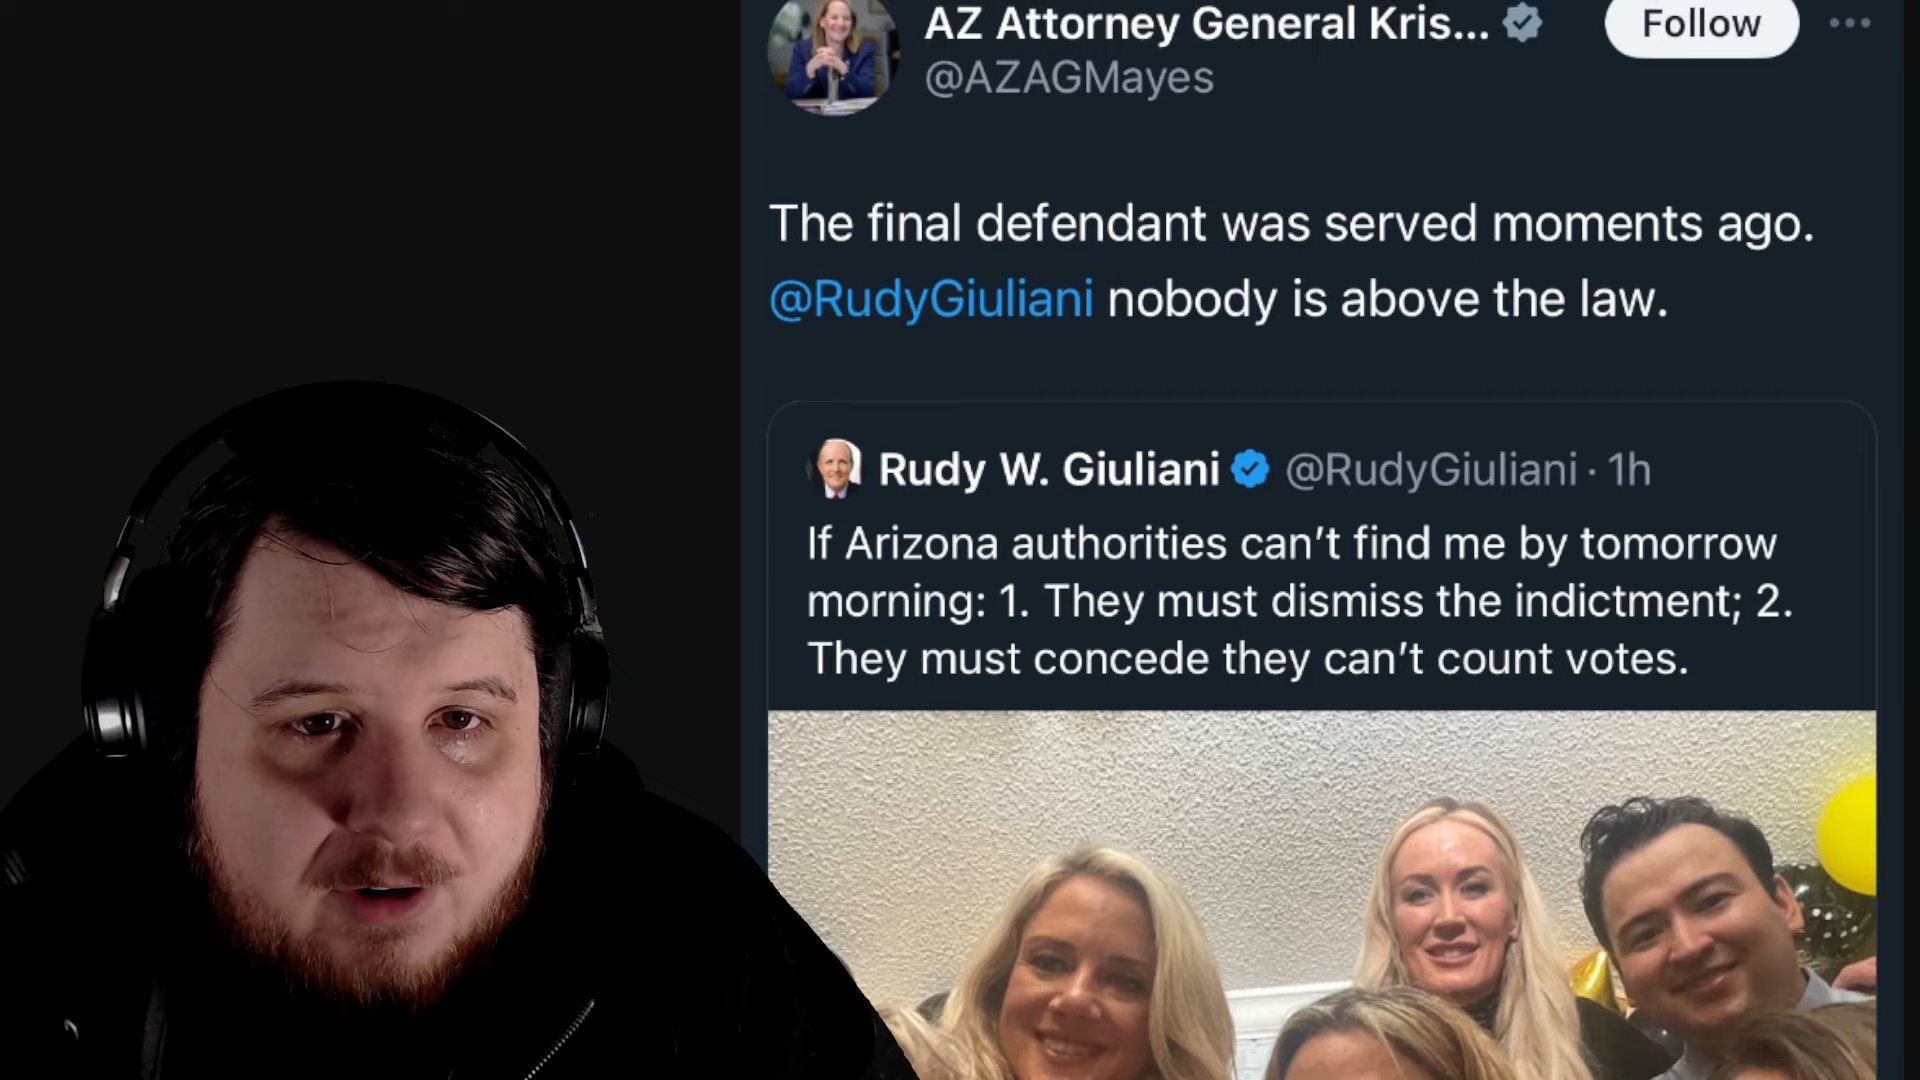 AZ Attorney General Kris...
Follow
@AZAGMayes
The final defendant was served moments ago.
@RudyGiuliani nobody is above the law.
Rudy W. Giuliani @RudyGiuliani · 1h
If Arizona authorities can't find me by tomorrow
morning: 1. They must dismiss the indictment; 2.
They must concede they can't count votes.